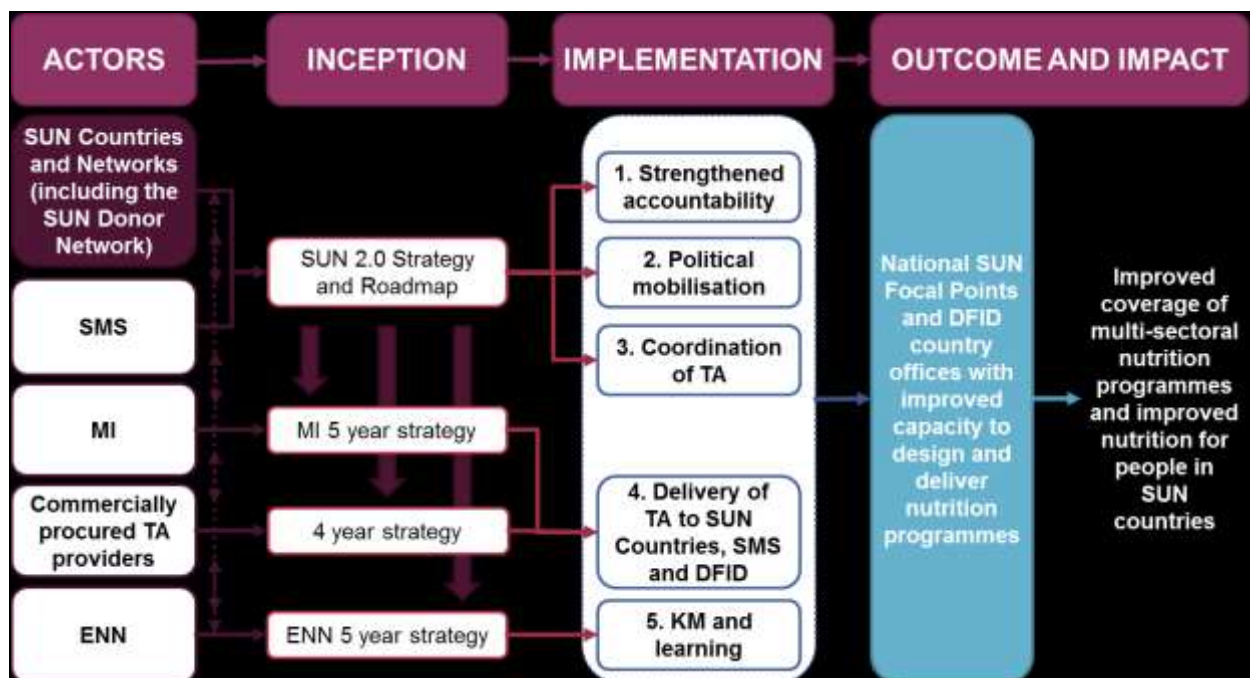 ACTORS
INCEPTION
IMPLEMENTATION
OUTCOME AND IMPACT
SUN Countries
and Networks
(including the
SUN Donor
Network)
SMS
MI
Commercially
procured TA
providers
ENN
SUN 2.0 Strategy
and Roadmap
MI 5 year strategy
4 year strategy
ENN 5 year strategy
1. Strengthened
accountability
2. Political
mobilisation
3. Coordination
of TA
4. Delivery of
TA to SUN
Countries, SMS
and DFID
5. KM and
learning
National SUN
Focal Points
and DFID
country
offices with
improved
capacity to
design and
deliver
nutrition
programmes
Improved
coverage of
multi-sectoral
nutrition
programmes
and improved
nutrition for
people in
SUN
countries